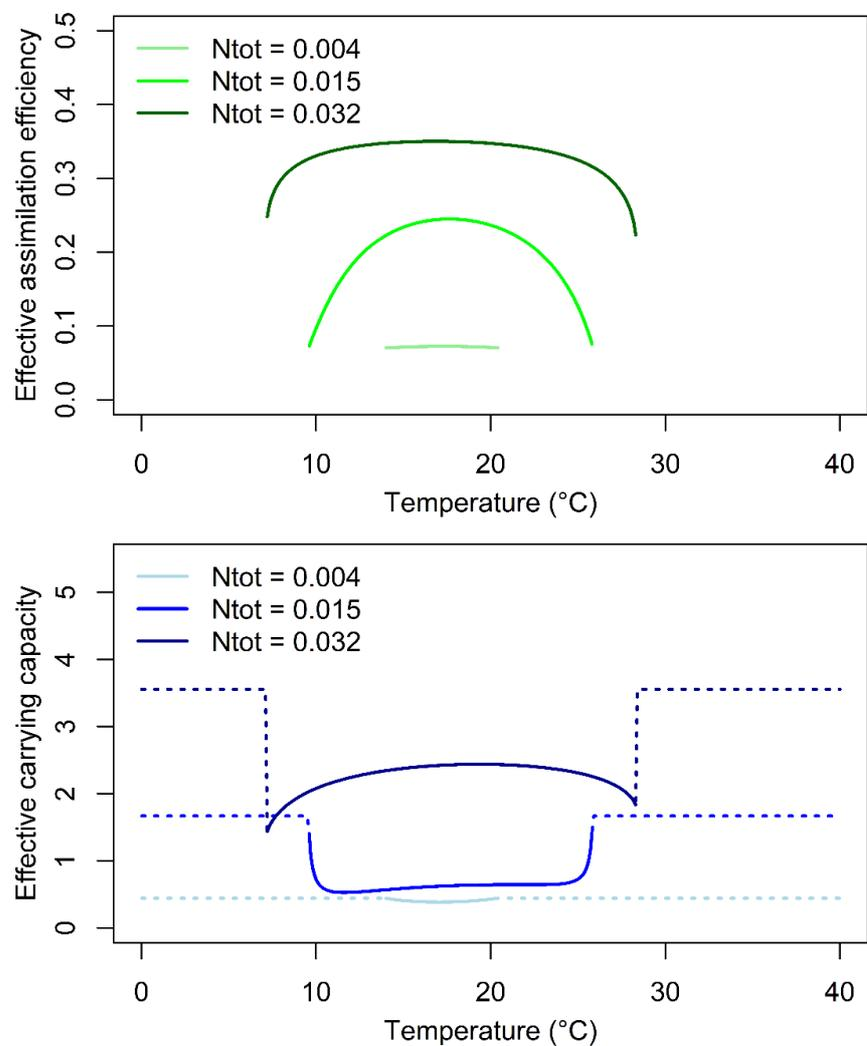 Effective assimilation efficiency
0.5
0.4
0.3
0.2
0.1
0.0
Ntot = 0.004
Ntot = 0.015
Ntot = 0.032
0 10 20 30 40
Temperature (°C)
Effective carrying capacity
5
4
3
2
1
0
Ntot = 0.004
Ntot = 0.015
Ntot = 0.032
0 10 20 30 40
Temperature (°C)